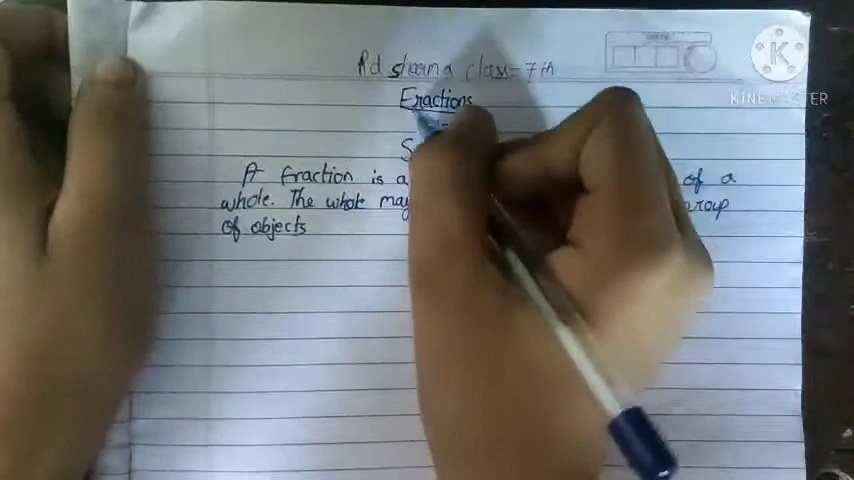 Rd sharma class- 7th
Fractions
A fraction is a of a
whole. The whole may group
of objects
KINEMASTER